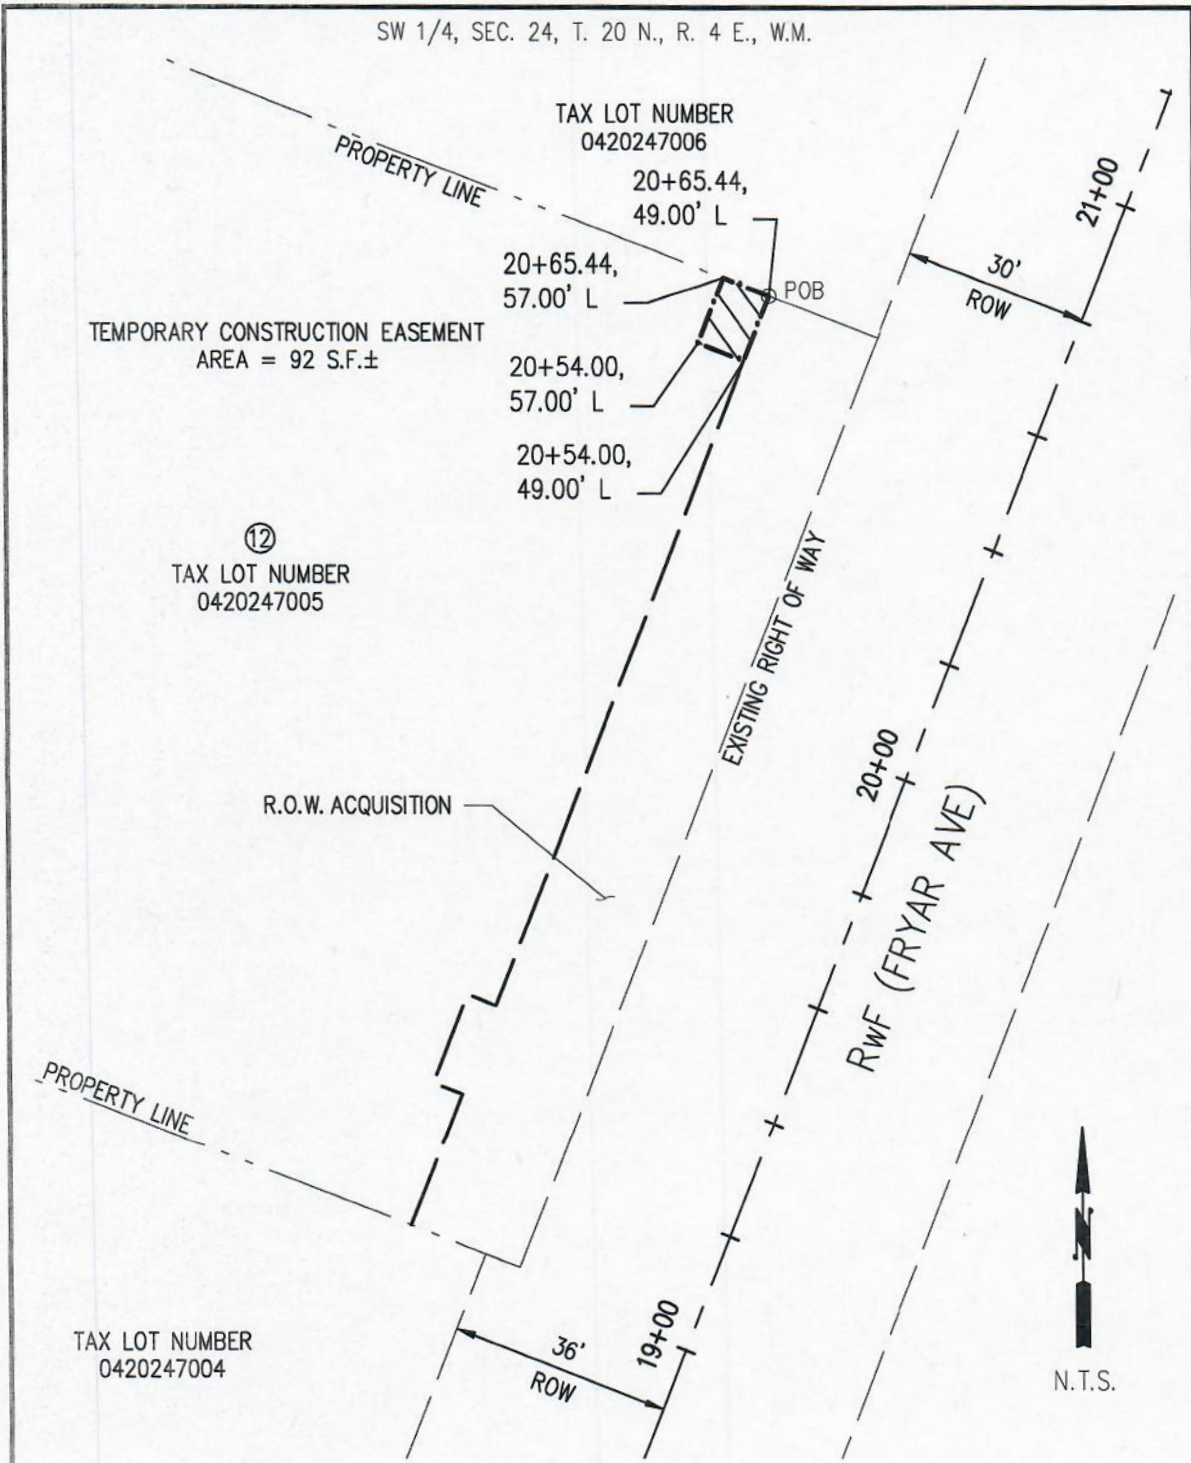 SW 1/4, SEC. 24, T. 20 N., R. 4 E., W.M.
TAX LOT NUMBER
0420247006
PROPERTY LINE
20+65.44,
49.00' L
21+00
20+65.44,
57.00' L
POB
30'
ROW
TEMPORARY CONSTRUCTION EASEMENT
AREA = 92 S.F.±
20+54.00,
57.00' L
20+54.00,
49.00' L
12
TAX LOT NUMBER
0420247005
EXISTING RIGHT OF WAY
20+00
R.O.W. ACQUISITION
RWF (FRYAR AVE)
PROPERTY LINE
TAX LOT NUMBER
0420247004
36'
ROW
19+00
N
N.T.S.